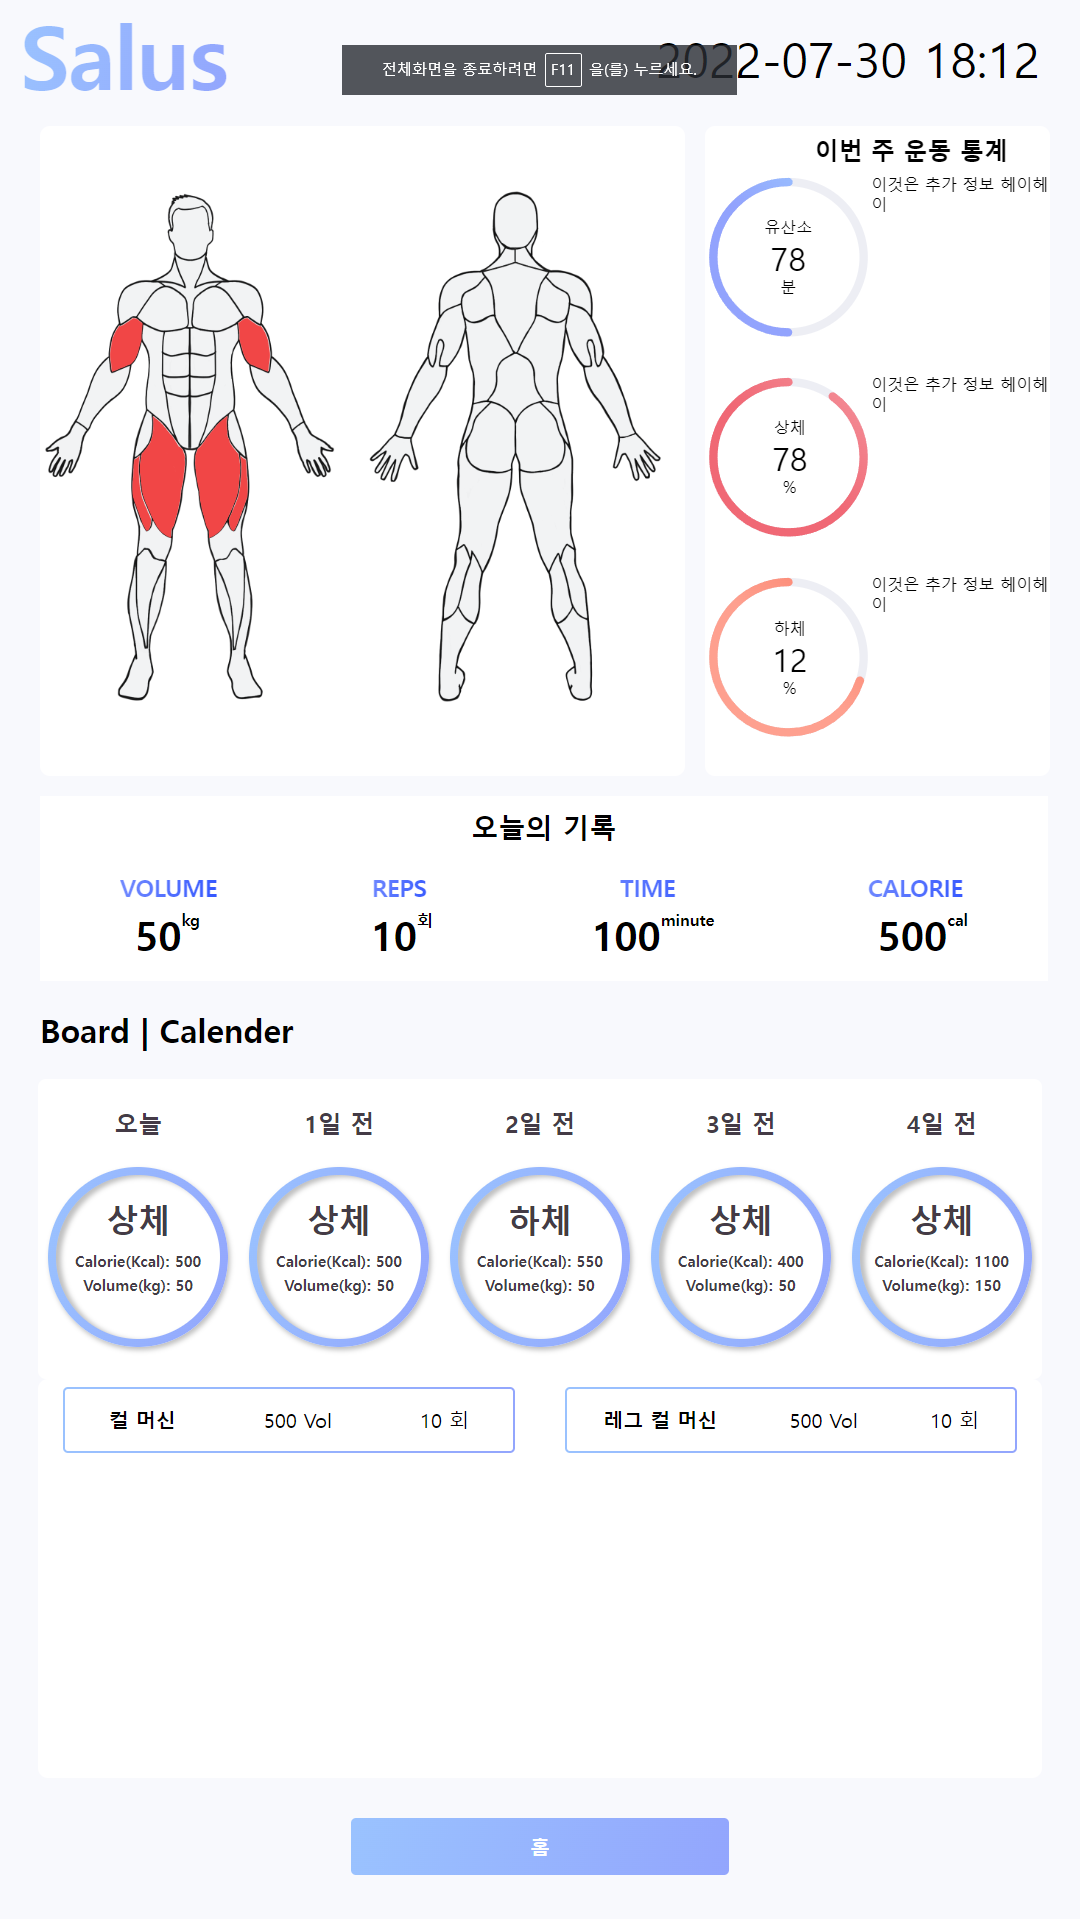 Salus
2022-07-30 18:12
전체화면을 종료하려면 F11 을(를) 누르세요.
이번 주 운동 통계
유산소
78
분
이것은 추가 정보 헤이헤
이
상체
78
%
이것은 추가 정보 헤이헤
이
하체
12
%
이것은 추가 정보 헤이헤
이
오늘의 기록
VOLUME REPS TIME CALORIE
50kg 10회 100minute 500cal
Board | Calender
오늘 1일 전 2일 전 3일 전 4일 전
상체 상체 하체 상체 상체
Calorie(Kcal): 500 Calorie(Kcal): 500 Calorie(Kcal): 550 Calorie(Kcal): 400 Calorie(Kcal): 1100
Volume(kg): 50 Volume(kg): 50 Volume(kg): 50 Volume(kg): 50 Volume(kg): 150
컬 머신 500 Vol 10 회 레그 컬 머신 500 Vol 10 회
홈